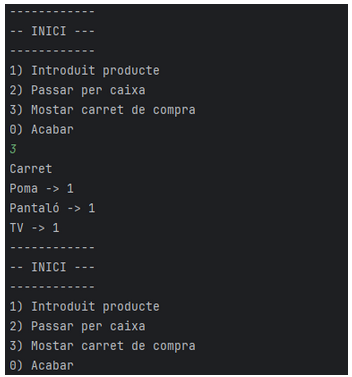 ------------
-- INICI ---
------------
1) Introduit producte
2) Passar per caixa
3) Mostar carret de compra
0) Acabar
3
Carret
Poma -> 1
Pantaló -> 1
TV -> 1
------------
-- INICI ---
------------
1) Introduit producte
2) Passar per caixa
3) Mostar carret de compra
0) Acabar